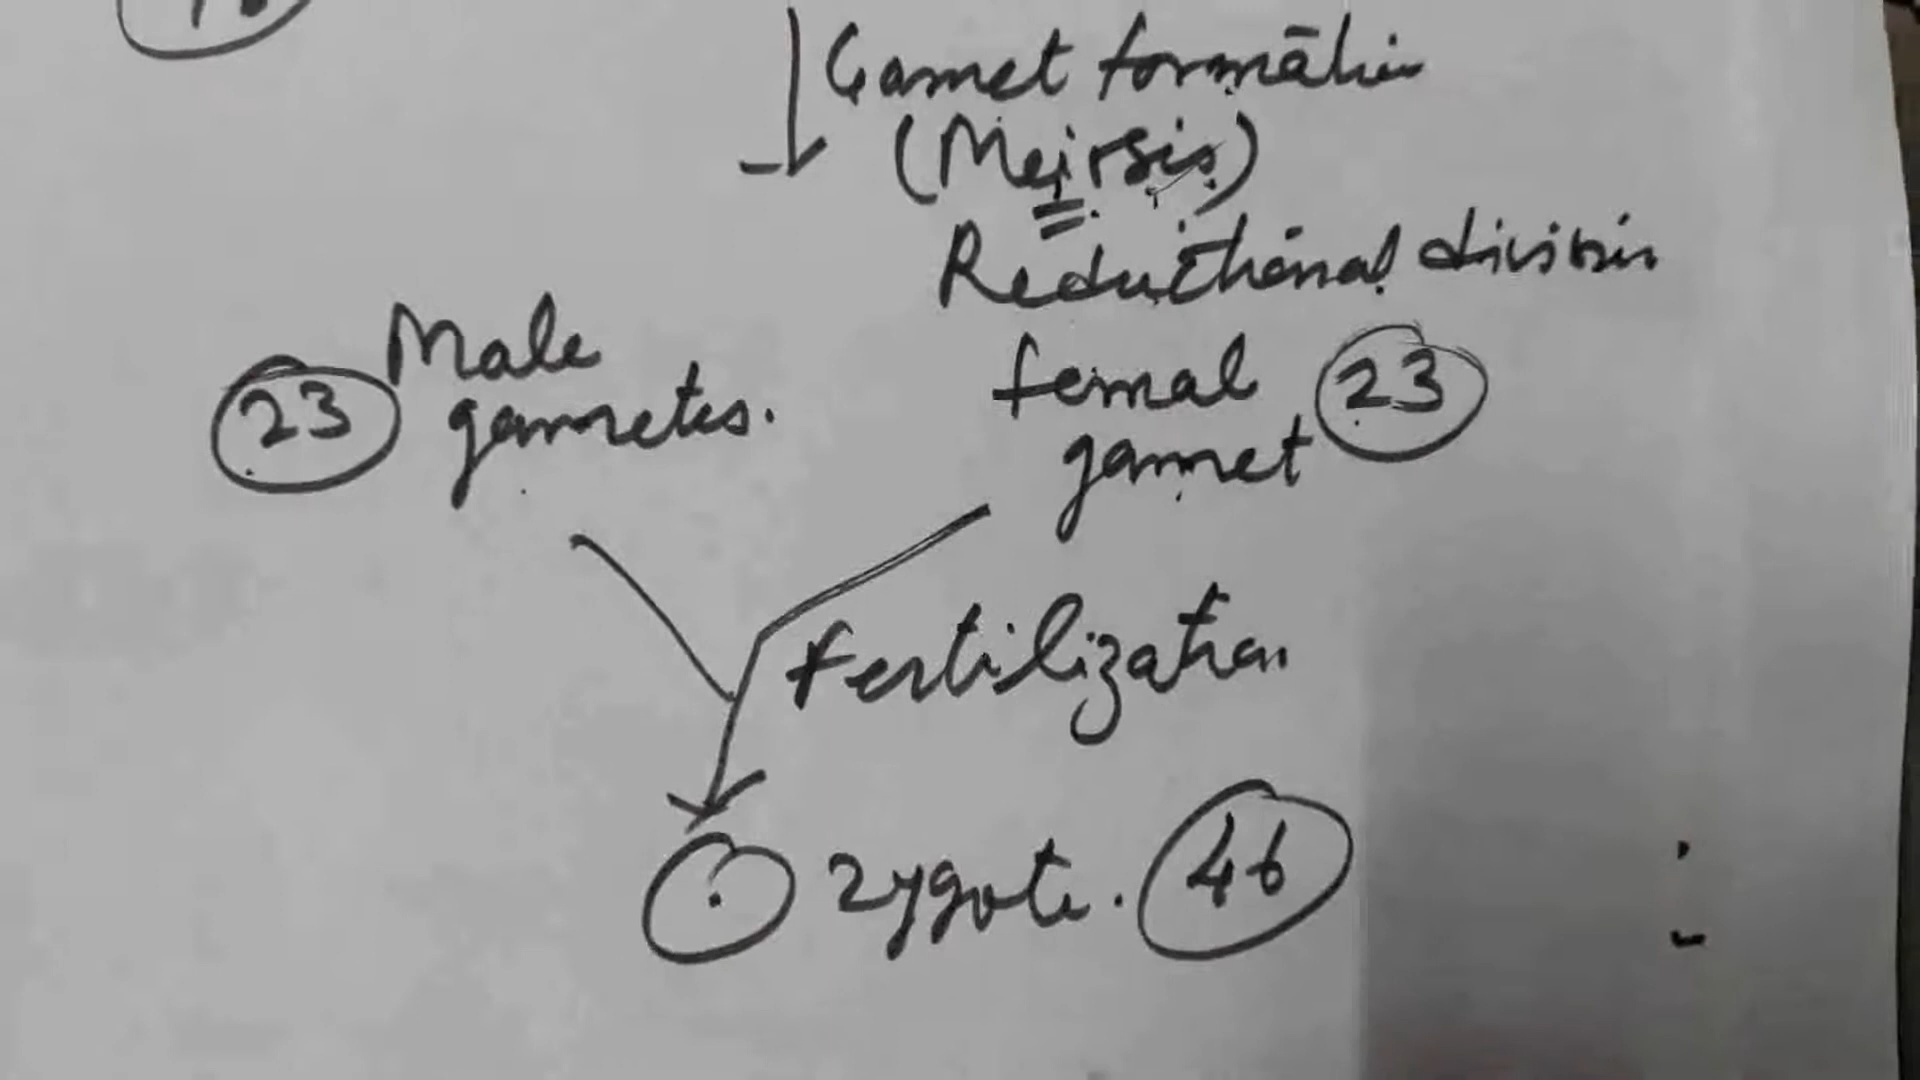 Gamet formation
(Meiosis)
Reductional division
Male
gametes.
23
femal
gamet
23
Fertilization
zygote.
46